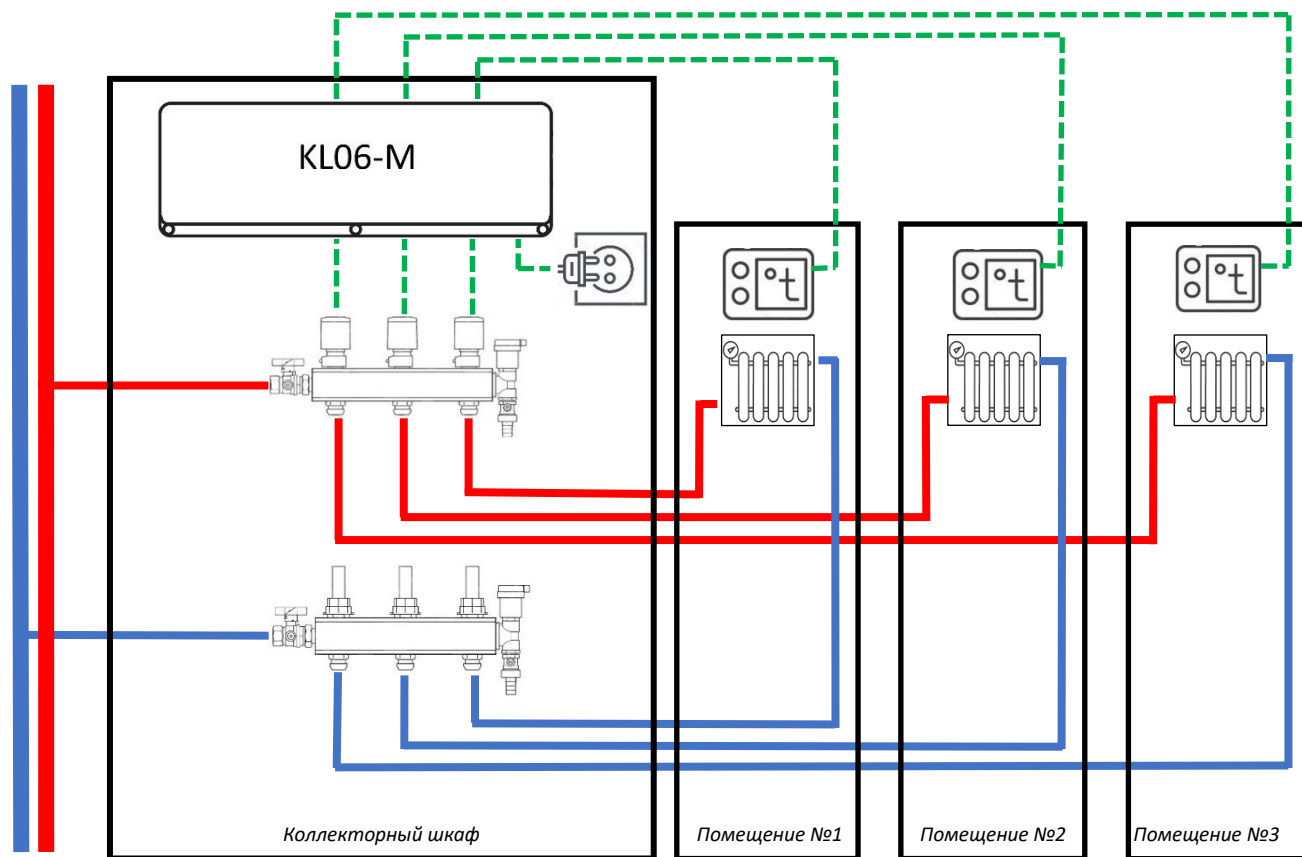 KL06-M
°t
°t
°t
Коллекторный шкаф
Помещение №1
Помещение №2
Помещение №3